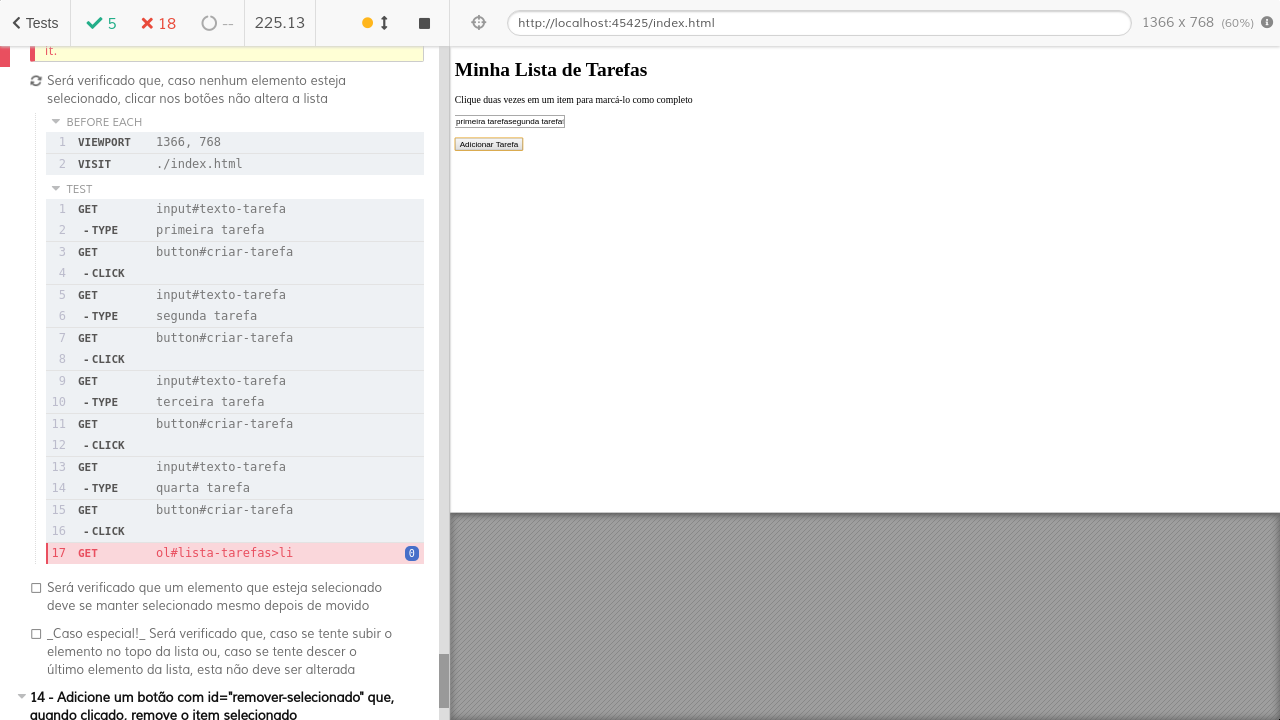 Tests
5
18
--
225.13
http://localhost:45425/index.html
1366 x 768 (60%)
it.
Será verificado que, caso nenhum elemento esteja
selecionado, clicar nos botões não altera a lista
BEFORE EACH
1 VIEWPORT 1366, 768
2 VISIT ./index.html
TEST
1 GET input#texto-tarefa
2 -TYPE primeira tarefa
3 GET button#criar-tarefa
4 -CLICK
5 GET input#texto-tarefa
6 -TYPE segunda tarefa
7 GET button#criar-tarefa
8 -CLICK
9 GET input#texto-tarefa
10 -TYPE terceira tarefa
11 GET button#criar-tarefa
12 -CLICK
13 GET input#texto-tarefa
14 -TYPE quarta tarefa
15 GET button#criar-tarefa
16 -CLICK
17 GET ol#lista-tarefas>li 0
Será verificado que um elemento que esteja selecionado
deve se manter selecionado mesmo depois de movido
_Caso especial!_ Será verificado que, caso se tente subir o
elemento no topo da lista ou, caso se tente descer o
último elemento da lista, esta não deve ser alterada
14 - Adicione um botão com id="remover-selecionado" que,
quando clicado, remove o item selecionado
Minha Lista de Tarefas
Clique duas vezes em um item para marcá-lo como completo
primeira tarefasegunda tarefa
Adicionar Tarefa